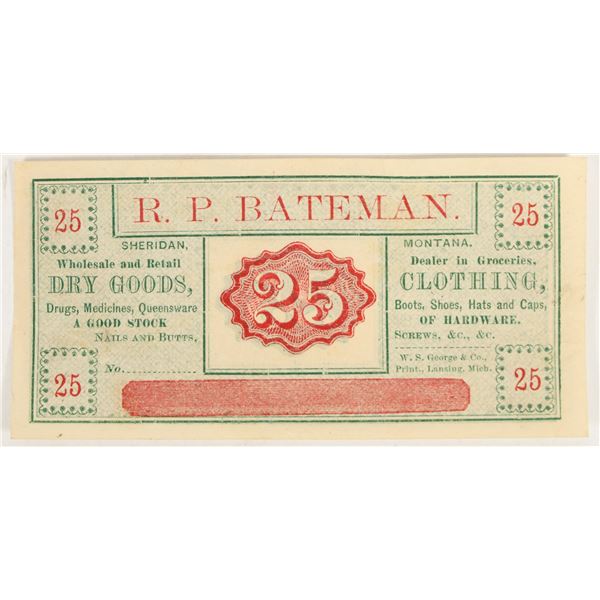 R. P. BATEMAN.
25
25
SHERIDAN,
MONTANA.
Wholesale and Retail
DRY GOODS,
Drugs, Medicines, Queensware
A GOOD STOCK
NAILS AND BUTTS,
No.
25
Dealer in Groceries,
CLOTHING,
Boots, Shoes, Hats and Caps,
OF HARDWARE.
SCREWS, &C., &C.
W. S. George & Co.,
Print., Lansing, Mich.
25
25